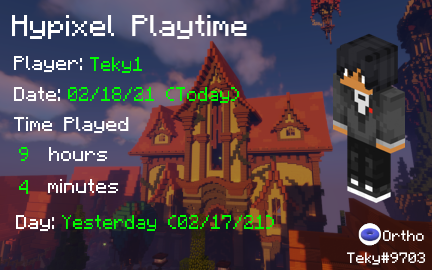 Hypixel Playtime
Player: Teky1
Date: 02/18/21 (Today)
Time Played
9 hours
4 minutes
Day: Yesterday (02/17/21)
Ortho
Teky#9703